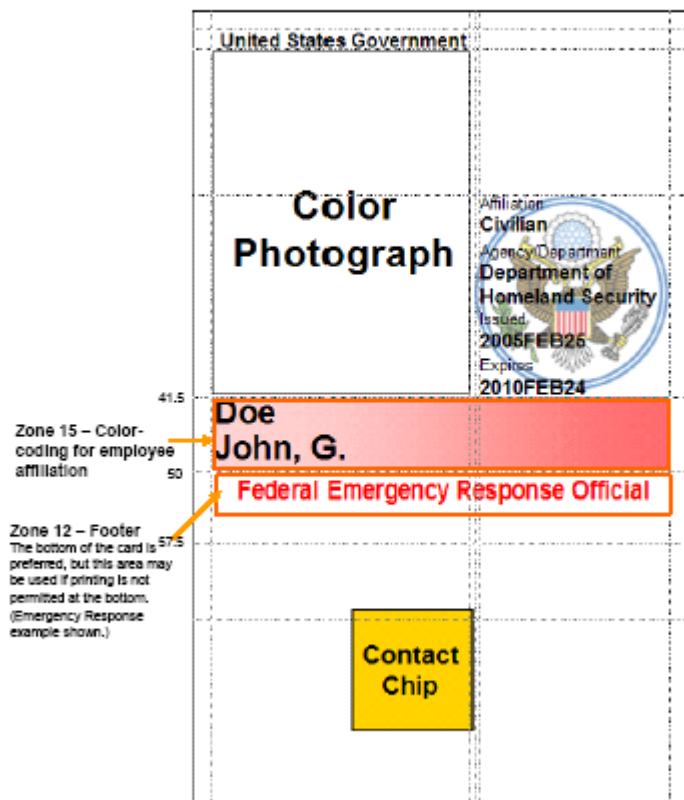 United States Government
Color
Photograph
Affiliation
Civilian
Agency/Department
Department of
Homeland Security
Issued
2005FEB25
Expires
2010FEB24
41.5
Doe
John, G.
Zone 15 – Color-
coding for employee
affiliation
50
Federal Emergency Response Official
Zone 12 – Footer
The bottom of the card is
preferred, but this area may
be used if printing is not
permitted at the bottom.
(Emergency Response
example shown.)
57.5
Contact
Chip